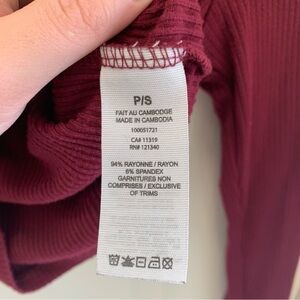 P/S
FAIT AU CAMBODGE
MADE IN CAMBODIA
100051731
CA# 11319
RN# 121340
94% RAYONNE / RAYON
6% SPANDEX
GARNITURES NON
COMPRISES / EXCLUSIVE
OF TRIMS